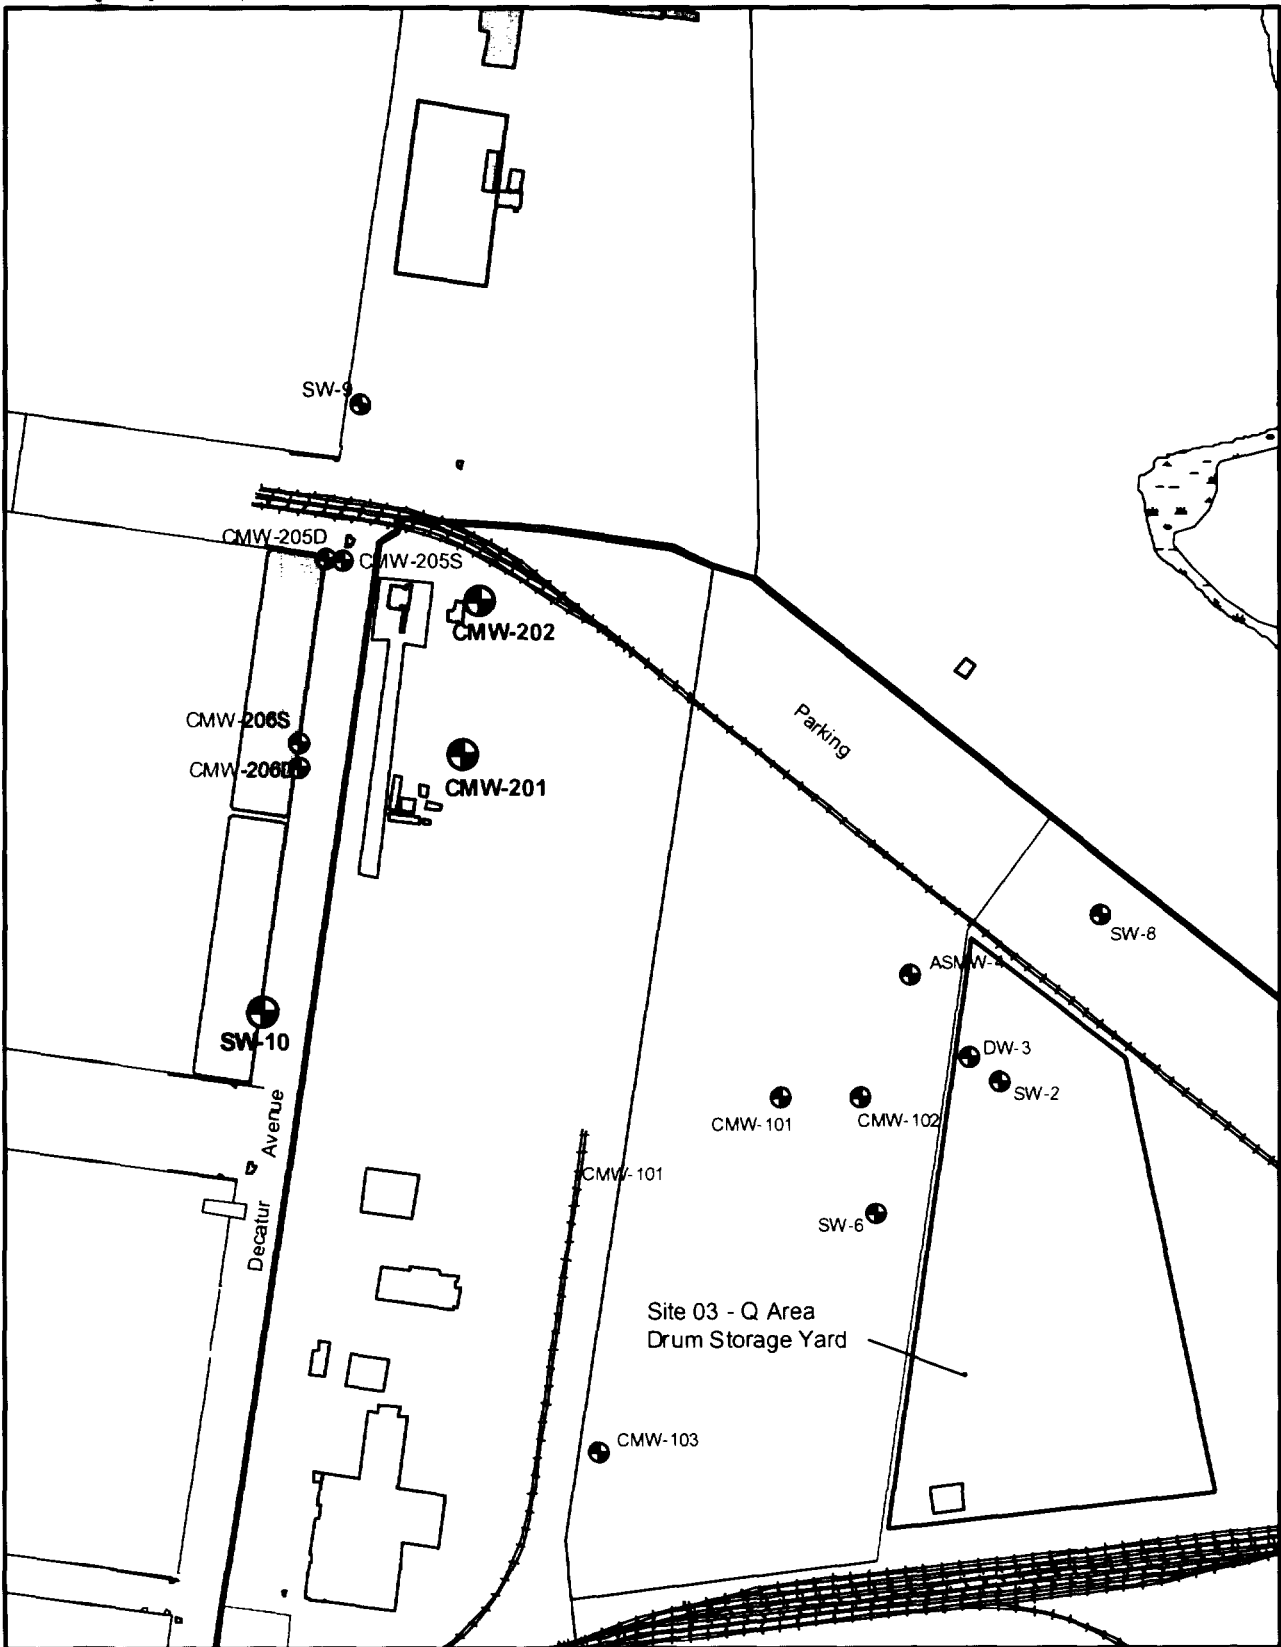 SW-9
CMW-205D
CMW-205S
CMW-202
CMW-206S
CMW-206D
CMW-201
Parking
SW-8
ASMW-4
SW-10
DW-3
SW-2
CMW-101
CMW-102
Avenue
CMW-101
Decatur
SW-6
Site 03 - Q Area
Drum Storage Yard
CMW-103